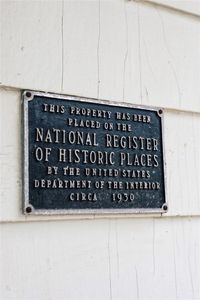 THIS PROPERTY HAS BEEN
PLACED ON THE
NATIONAL REGISTER
OF HISTORIC PLACES
BY THE UNITED STATES
DEPARTMENT OF THE INTERIOR
CIRCA 1930